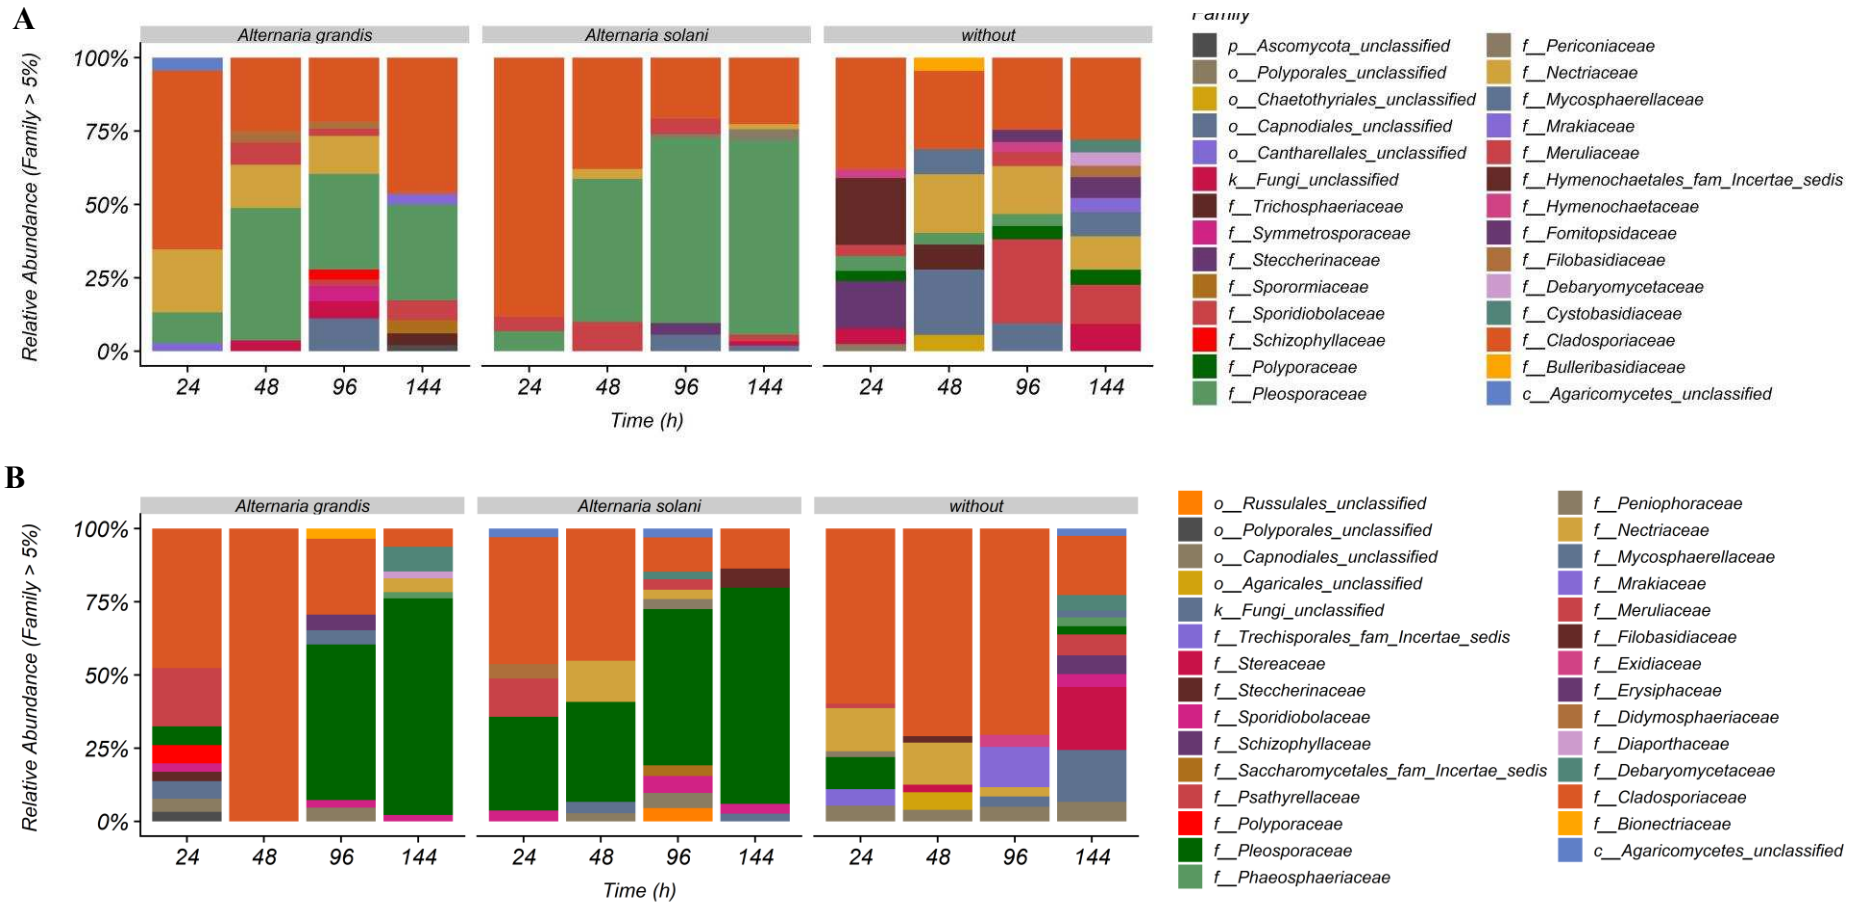 A
Family
Alternaria grandis
Alternaria solani
without
Relative Abundance (Family > 5%)
100%
75%
50%
25%
0%
24 48 96 144
24 48 96 144
24 48 96 144
Time (h)
p__Ascomycota_unclassified
o__Polyporales_unclassified
o__Chaetothyriales_unclassified
o__Capnodiales_unclassified
o__Cantharellales_unclassified
k__Fungi_unclassified
f__Trichosphaeriaceae
f__Symmetrosporaceae
f__Steccherinaceae
f__Sporormiaceae
f__Sporidiobolaceae
f__Schizophyllaceae
f__Polyporaceae
f__Pleosporaceae
f__Periconiaceae
f__Nectriaceae
f__Mycosphaerellaceae
f__Mrakiaceae
f__Meruliaceae
f__Hymenochaetales_fam_Incertae_sedis
f__Hymenochaetaceae
f__Fomitopsidaceae
f__Filobasidiaceae
f__Debaryomycetaceae
f__Cystobasidiaceae
f__Cladosporiaceae
f__Bulleribasidiaceae
c__Agaricomycetes_unclassified
B
Alternaria grandis
Alternaria solani
without
Relative Abundance (Family > 5%)
100%
75%
50%
25%
0%
24 48 96 144
24 48 96 144
24 48 96 144
Time (h)
o__Russulales_unclassified
o__Polyporales_unclassified
o__Capnodiales_unclassified
o__Agaricales_unclassified
k__Fungi_unclassified
f__Trechisporales_fam_Incertae_sedis
f__Stereaceae
f__Steccherinaceae
f__Sporidiobolaceae
f__Schizophyllaceae
f__Saccharomycetales_fam_Incertae_sedis
f__Psathyrellaceae
f__Polyporaceae
f__Pleosporaceae
f__Phaeosphaeriaceae
f__Peniophoraceae
f__Nectriaceae
f__Mycosphaerellaceae
f__Mrakiaceae
f__Meruliaceae
f__Filobasidiaceae
f__Exidiaceae
f__Erysiphaceae
f__Didymosphaeriaceae
f__Diaporthaceae
f__Debaryomycetaceae
f__Cladosporiaceae
f__Bionectriaceae
c__Agaricomycetes_unclassified